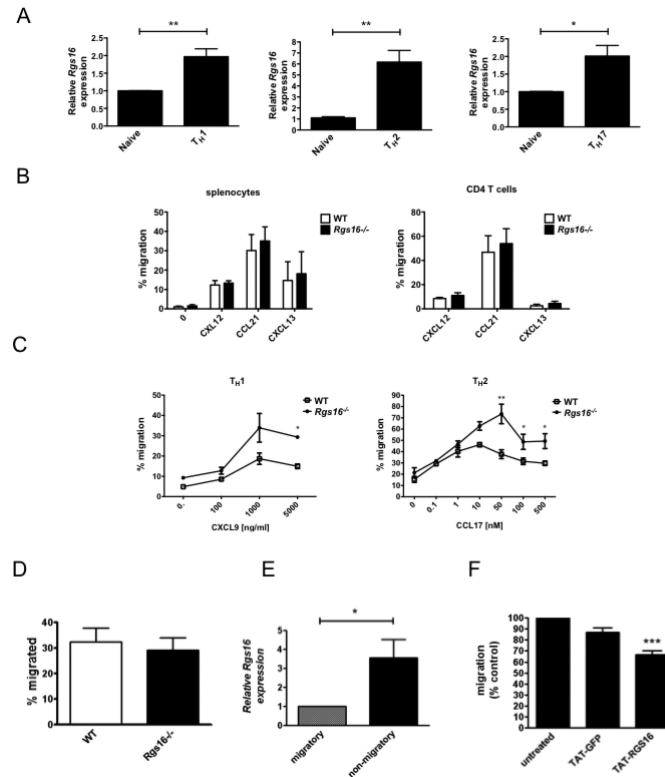 A
**
**
*
Relative Rgs16
expression
2.5
2.0
1.5
1.0
0.5
0.0
Naive
TH1
Relative Rgs16
expression
8
7
6
5
4
3
2
1
0
Naive
TH2
Relative Rgs16
expression
2.5
2.0
1.5
1.0
0.5
0.0
Naive
TH17
B
splenocytes
WT
Rgs16-/-
% migration
50
40
30
20
10
0
0
CXL12
CCL21
CXCL13
CD4 T cells
WT
Rgs16-/-
% migration
80
60
40
20
0
CXCL12
CCL21
CXCL13
C
TH1
WT
Rgs16-/-
% migration
50
40
30
20
10
0
*
0.
100
1000
5000
CXCL9 [ng/ml]
TH2
WT
Rgs16-/-
% migration
90
80
70
60
50
40
30
20
10
0
**
*
*
0
0.1
1
10
50
100
500
CCL17 [nM]
D
% migrated
40
30
20
10
0
WT
Rgs16-/-
E
*
Relative Rgs16
expression
5
4
3
2
1
0
migratory
non-migratory
F
migration
(% control)
100
90
80
70
60
50
40
30
20
10
0
***
untreated
TAT-GFP
TAT-RGS16